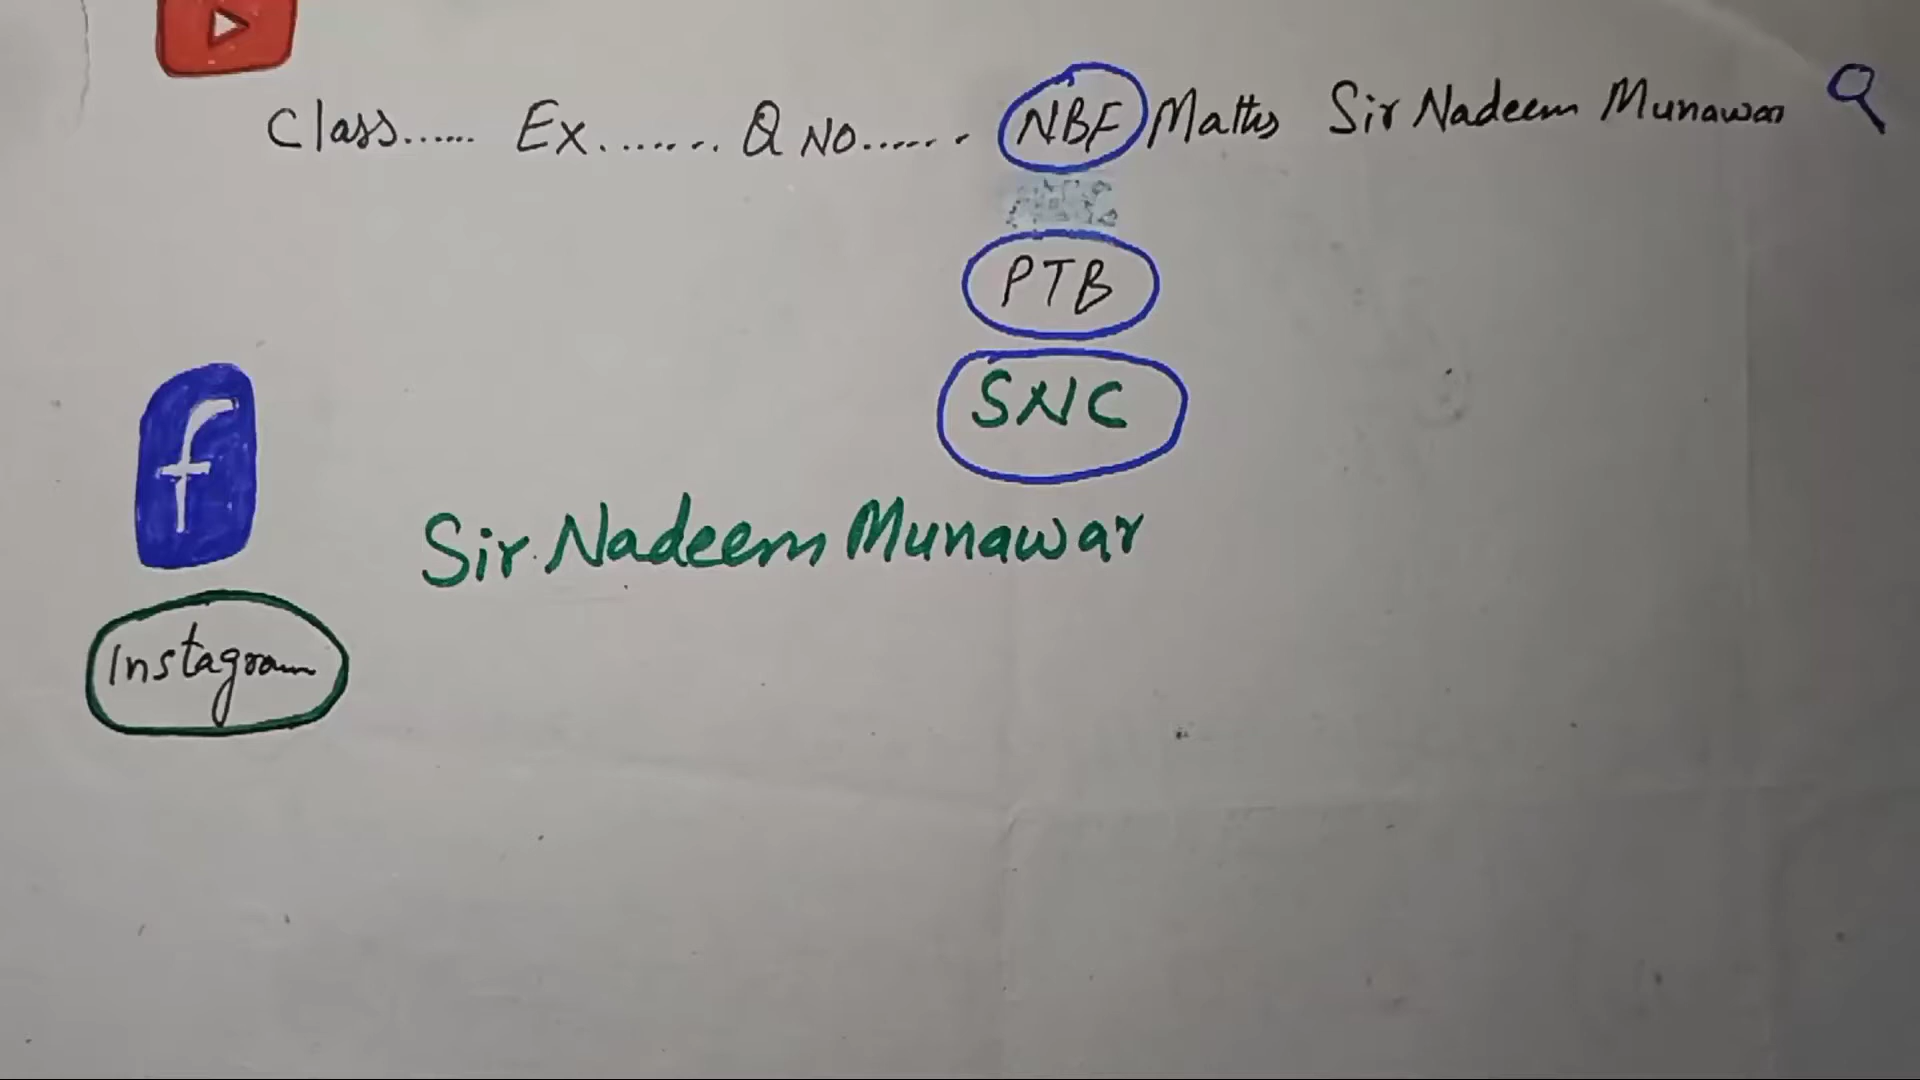 Class...... Ex........ Q No....... NBF Maths Sir Nadeem Munawar
PTB
SNC
f
Sir Nadeem Munawar
Instagram